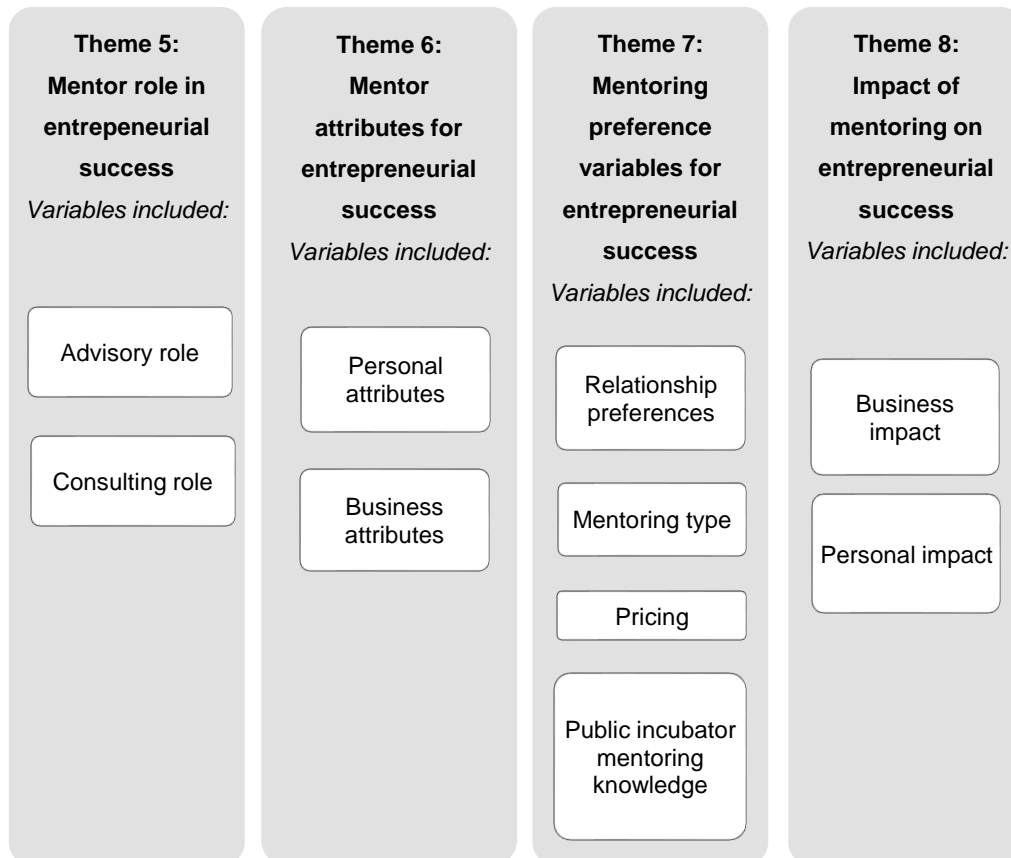 Theme 5:
Mentor role in
entrepeneurial
success
Variables included:
Advisory role
Consulting role
Theme 6:
Mentor
attributes for
entrepreneurial
success
Variables included:
Personal
attributes
Business
attributes
Theme 7:
Mentoring
preference
variables for
entrepreneurial
success
Variables included:
Relationship
preferences
Mentoring type
Pricing
Public incubator
mentoring
knowledge
Theme 8:
Impact of
mentoring on
entrepreneurial
success
Variables included:
Business
impact
Personal impact